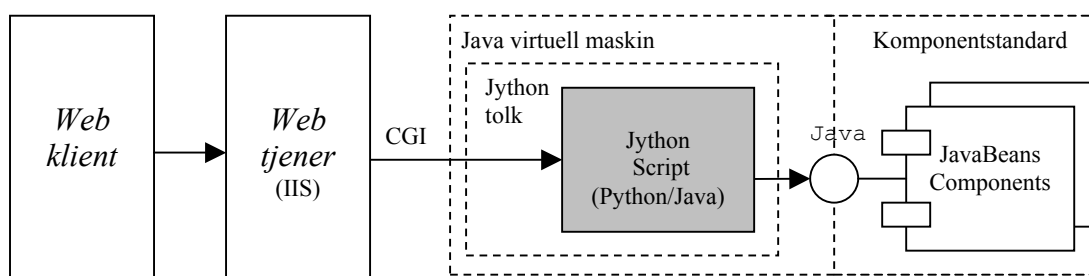 Web
klient
Web
tjener
(IIS)
CGI
Java virtuell maskin
Jython
tolk
Jython
Script
(Python/Java)
Komponentstandard
Java
JavaBeans
Components